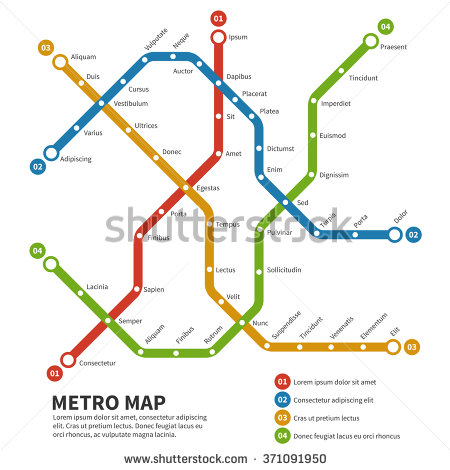 01
03
Ipsum
04
Aliquam
Vulputate
Neque
Praesent
Duis
Auctor
Dapibus
Tincidunt
Cursus
Placerat
Vestibulum
Platea
Imperdiet
Varius
Ultrices
Sit
Euismod
Adipiscing
Donec
Amet
Dictumst
02
Enim
Dignissim
Egestas
Sed
shutterstock
Porta
Tempus
Turpis
Porta
Dolor
02
Finibus
Pulvinar
04
Lectus
Sollicitudin
Lacinia
Sapien
Velit
Semper
Aliquam
Finibus
Rutrum
Nunc
Suspendisse
Tincidunt
Venenatis
Elementum
Elit
03
Consectetur
01
METRO MAP
Lorem ipsum dolor sit
amet, consectetur adipiscing
elit. Cras ut pretium lectus.
Donec aliquam lectus eu
orci rhoncus, ac vulputate.
01 Lorem ipsum dolor sit amet
02 Consectetur adipiscing elit
03 Cras ut pretium lectus
04 Donec feugiat lacus eu orci rhoncus
shutterstock
IMAGE ID: 371091950
www.shutterstock.com